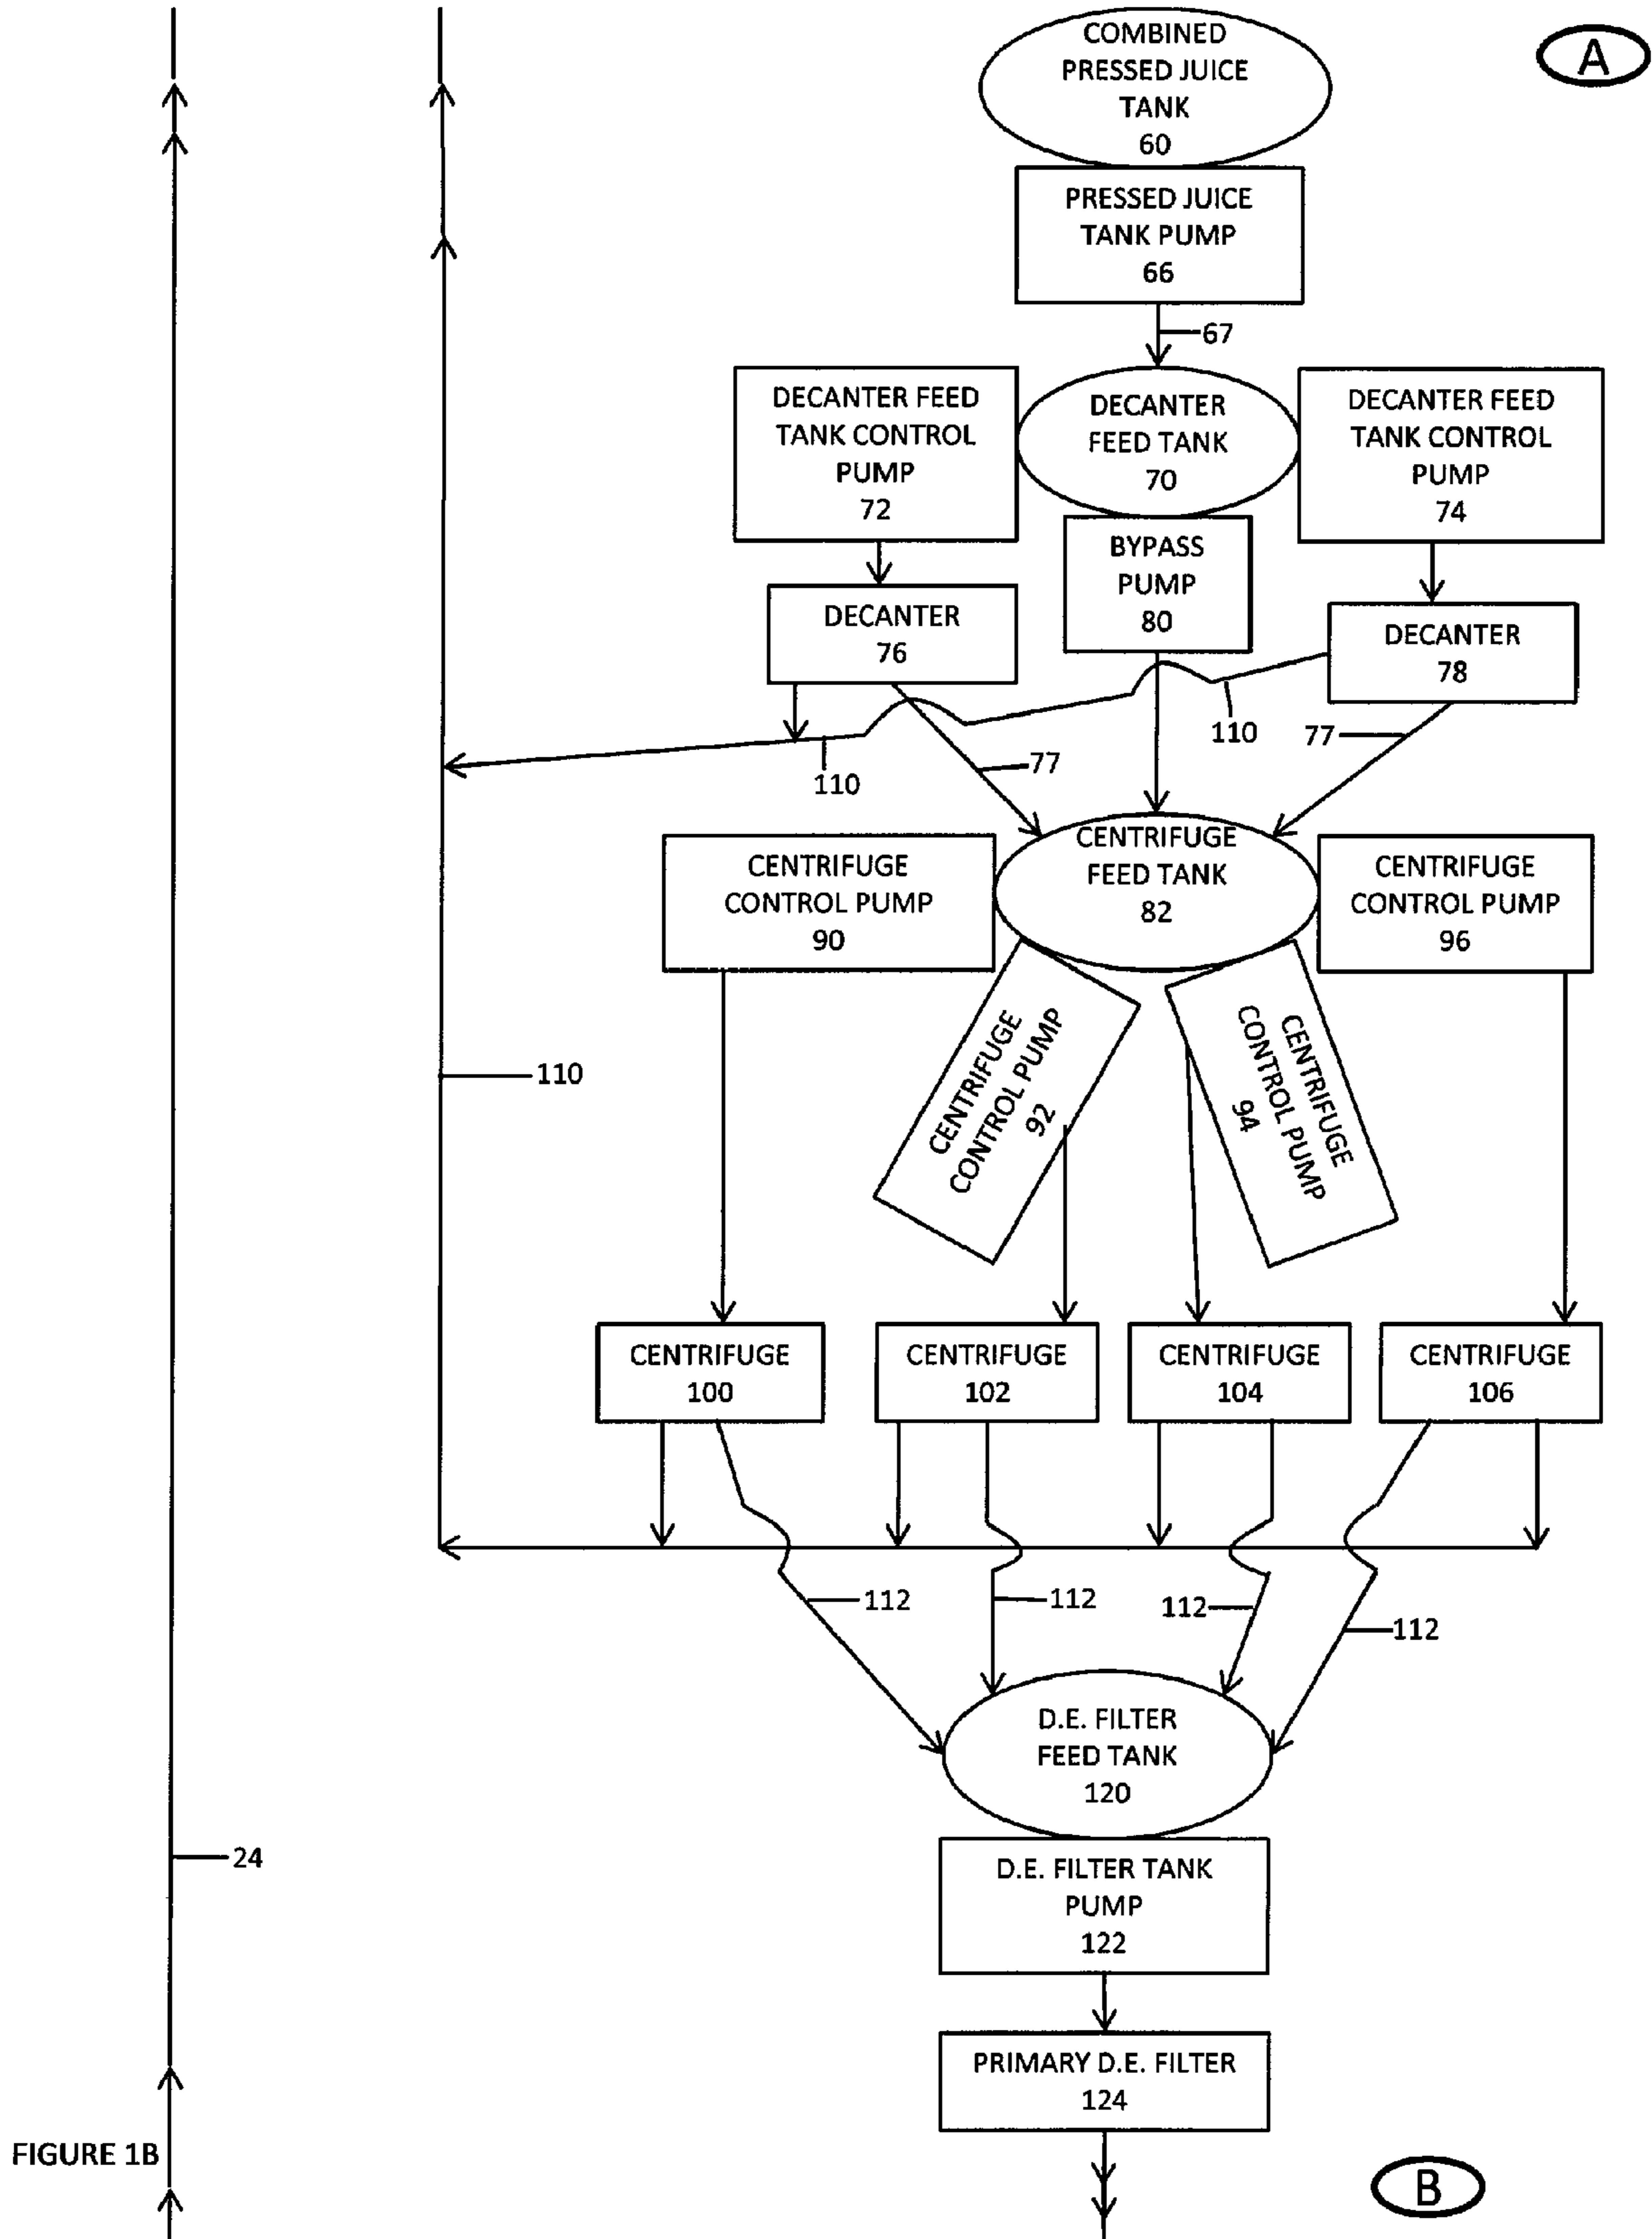 COMBINED
PRESSED JUICE
TANK
60
A
PRESSED JUICE
TANK PUMP
66
67
DECANTER FEED
TANK CONTROL
PUMP
72
DECANTER
FEED TANK
70
DECANTER FEED
TANK CONTROL
PUMP
74
BYPASS
PUMP
80
DECANTER
76
DECANTER
78
110
77
77
110
CENTRIFUGE
CONTROL PUMP
90
CENTRIFUGE
FEED TANK
82
CENTRIFUGE
CONTROL PUMP
96
CENTRIFUGE
CONTROL PUMP
92
CENTRIFUGE
CONTROL PUMP
94
110
CENTRIFUGE
100
CENTRIFUGE
102
CENTRIFUGE
104
CENTRIFUGE
106
112
112
112
112
D.E. FILTER
FEED TANK
120
24
D.E. FILTER TANK
PUMP
122
PRIMARY D.E. FILTER
124
FIGURE 1B
B